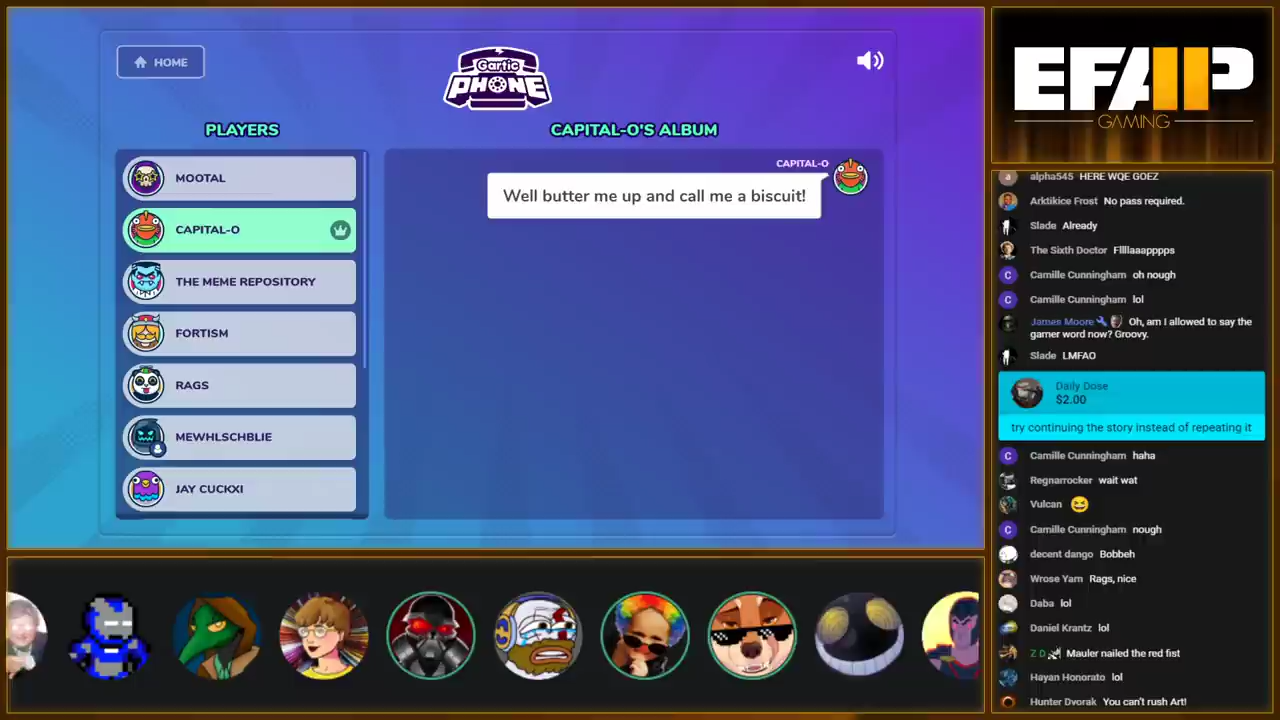 HOME
Gartic
PHONE
PLAYERS
MOOTAL
CAPITAL-O
THE MEME REPOSITORY
FORTISM
RAGS
MEWHLSCHBLIE
JAY CUCKXI
CAPITAL-O'S ALBUM
CAPITAL-O
Well butter me up and call me a biscuit!
EFAP
GAMING
alpha545 HERE WQE GOEZ
Arktikice Frost No pass required.
Slade Already
The Sixth Doctor Fllllaaapppps
Camille Cunningham oh nough
Camille Cunningham lol
James Moore Oh, am I allowed to say the
gamer word now? Groovy.
Slade LMFAO
Daily Dose
$2.00
try continuing the story instead of repeating it
Camille Cunningham haha
Regnarrocker wait wat
Vulcan
Camille Cunningham nough
decent dango Bobbeh
Wrose Yarn Rags, nice
Daba lol
Daniel Krantz lol
Z D Mauler nailed the red fist
Hayan Honorato lol
Hunter Dvorak You can't rush Art!